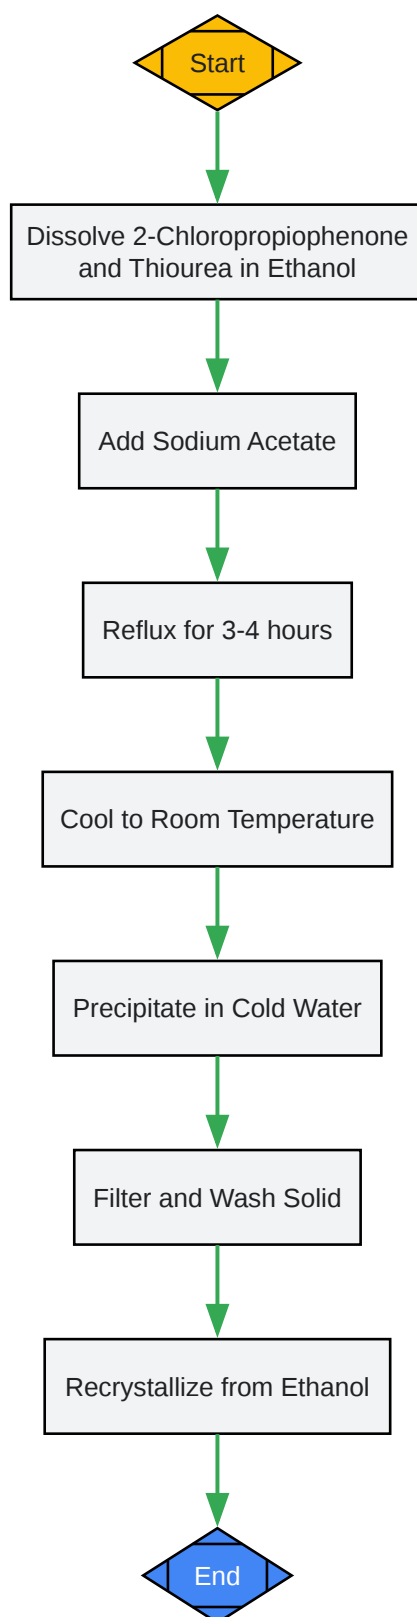 Start
Dissolve 2-Chloropropiophenone
and Thiourea in Ethanol
Add Sodium Acetate
Reflux for 3-4 hours
Cool to Room Temperature
Precipitate in Cold Water
Filter and Wash Solid
Recrystallize from Ethanol
End